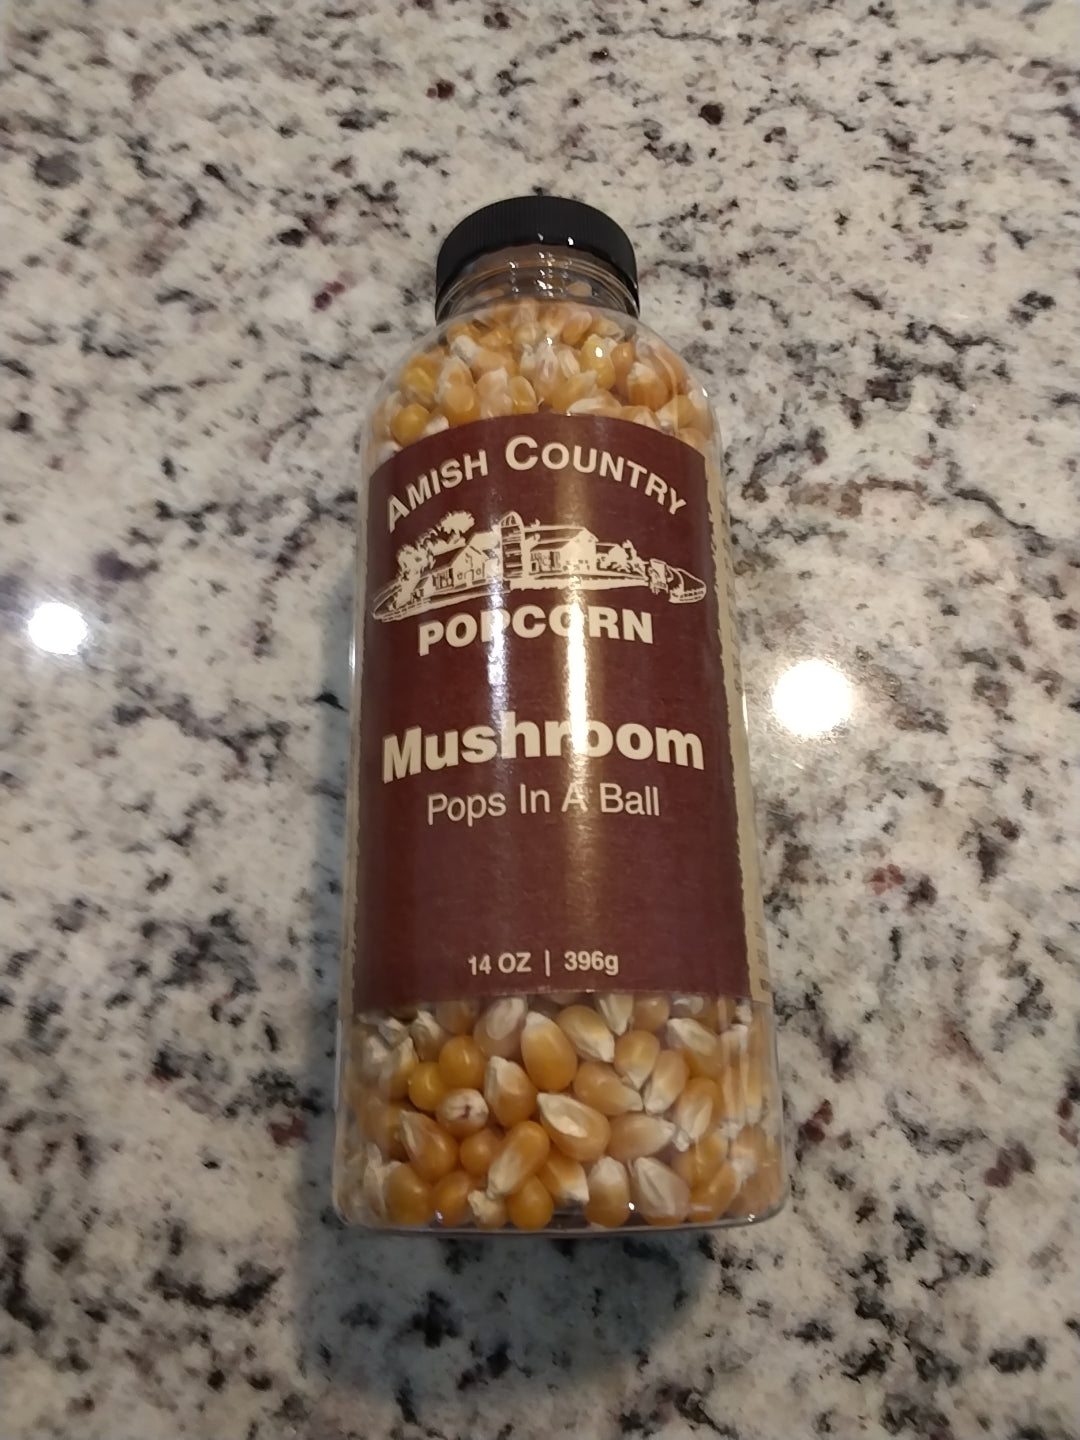 AMISH COUNTRY
POPCORN
Mushroom
Pops In A Ball
14 OZ | 396g